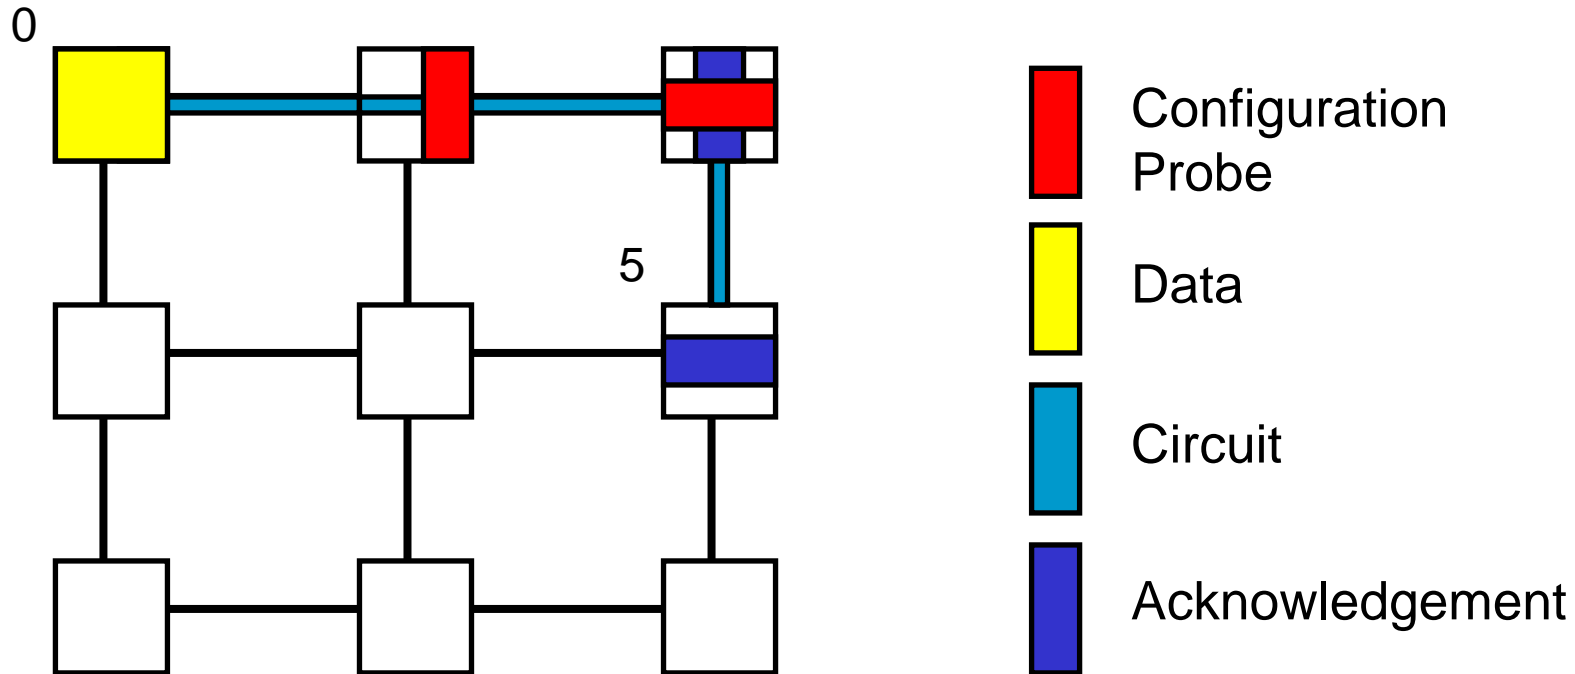 0
5
Configuration
Probe
Data
Circuit
Acknowledgement